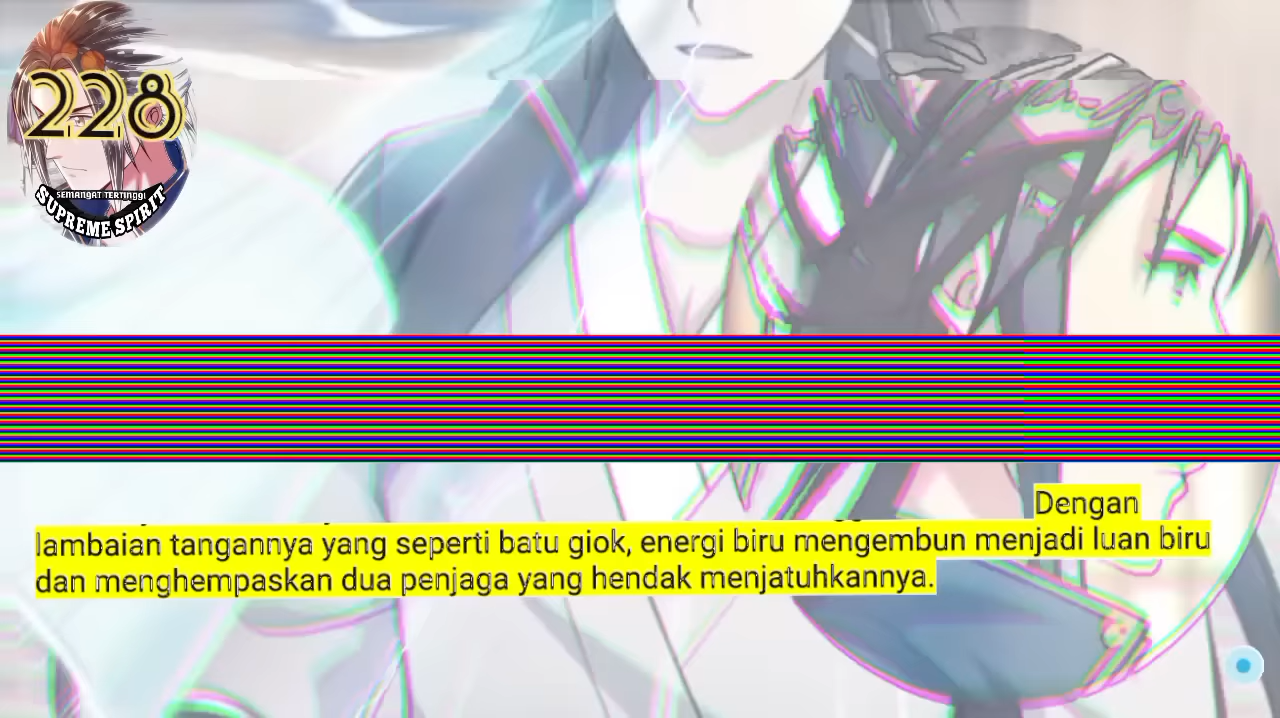 228
SEMANGAT TERTINGGI
SUPREME SPIRIT
Dengan
lambaian tangannya yang seperti batu giok, energi biru mengembun menjadi luan biru
dan menghempaskan dua penjaga yang hendak menjatuhkannya.